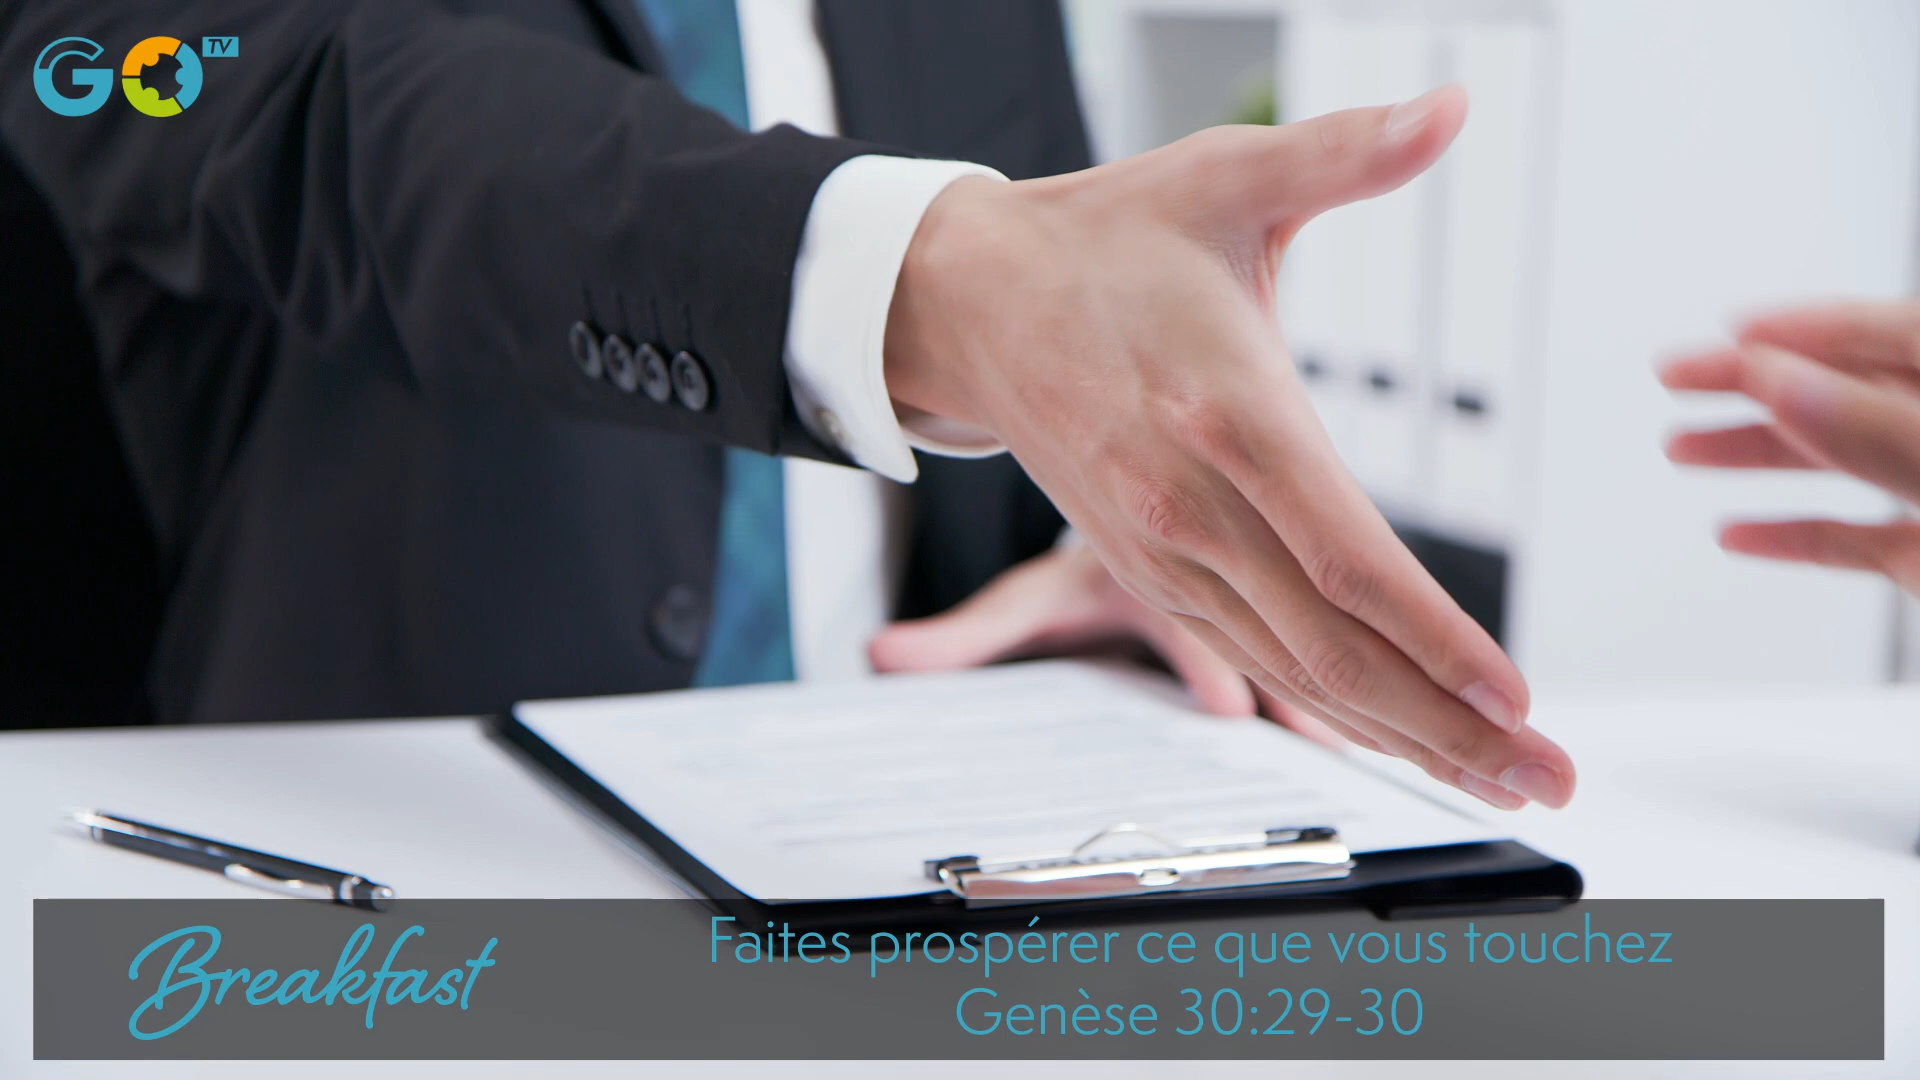 GO TV
Breakfast
Faites prospérer ce que vous touchez
Genèse 30:29-30